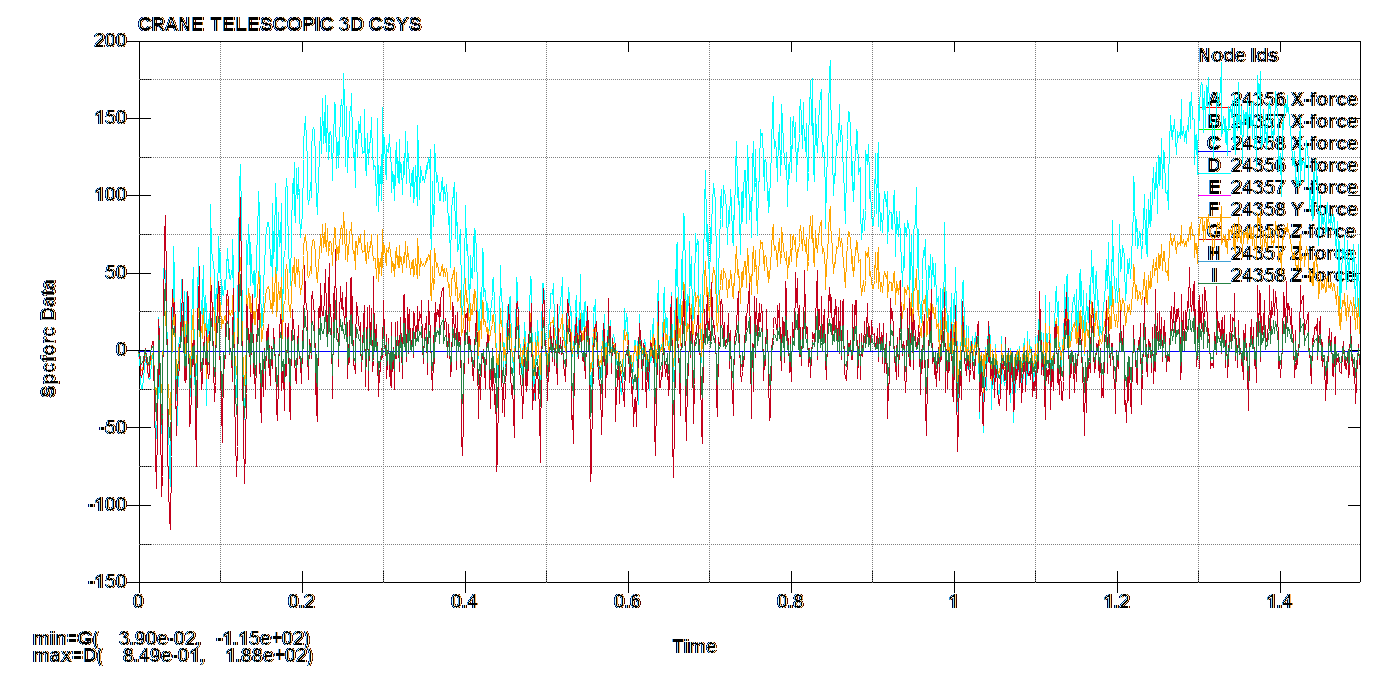 CRANE TELESCOPIC 3D CSYS
200
150
100
50
0
-50
-100
-150
Spcforc Data
Node Ids
A 24356 X-force
B 24357 X-force
C 24358 X-force
D 24356 Y-force
E 24357 Y-force
F 24358 Y-force
G 24356 Z-force
H 24357 Z-force
I 24358 Z-force
0 0.2 0.4 0.6 0.8 1 1.2 1.4
Time
min=G( 3.90e-02, -1.15e+02)
max=D( 8.49e-01, 1.88e+02)